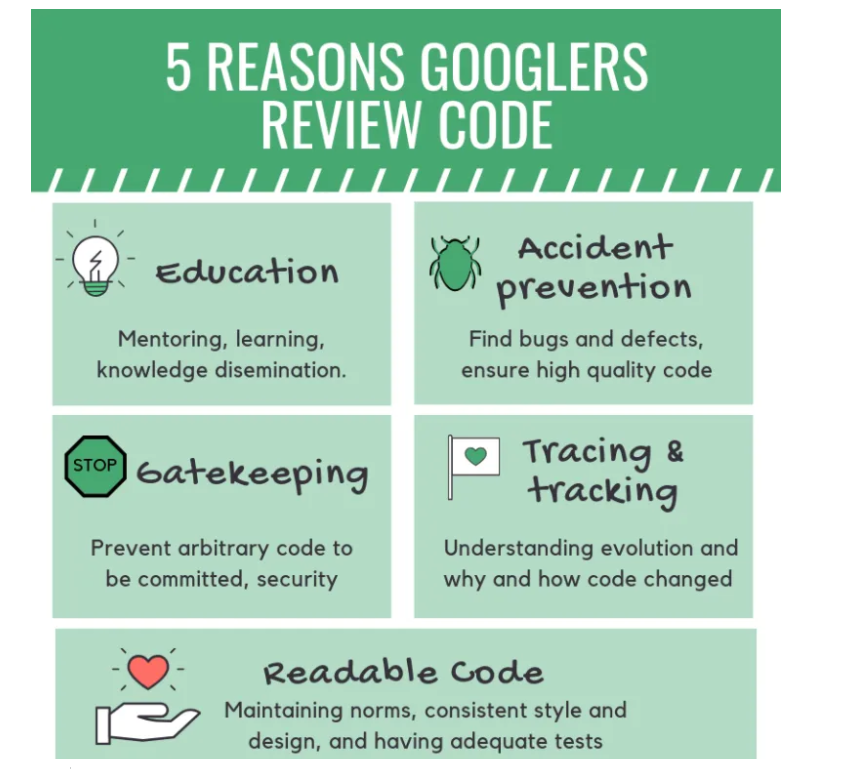 5 REASONS GOOGLERS
REVIEW CODE
Education
Mentoring, learning,
knowledge disemination.
Accident
prevention
Find bugs and defects,
ensure high quality code
STOP
Gatekeeping
Prevent arbitrary code to
be committed, security
Tracing &
tracking
Understanding evolution and
why and how code changed
Readable Code
Maintaining norms, consistent style and
design, and having adequate tests